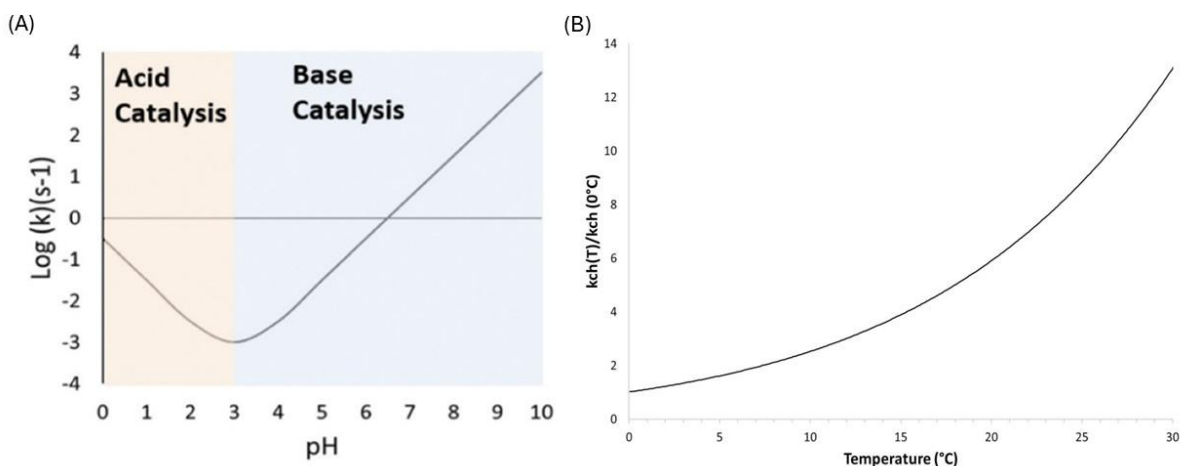 (A)
4
3
2
1
0
-1
-2
-3
-4
Log (k)(s-1)
Acid
Catalysis
Base
Catalysis
0 1 2 3 4 5 6 7 8 9 10
pH
(B)
14
12
10
8
6
4
2
0
kch(T)/kch (0°C)
0 5 10 15 20 25 30
Temperature (°C)